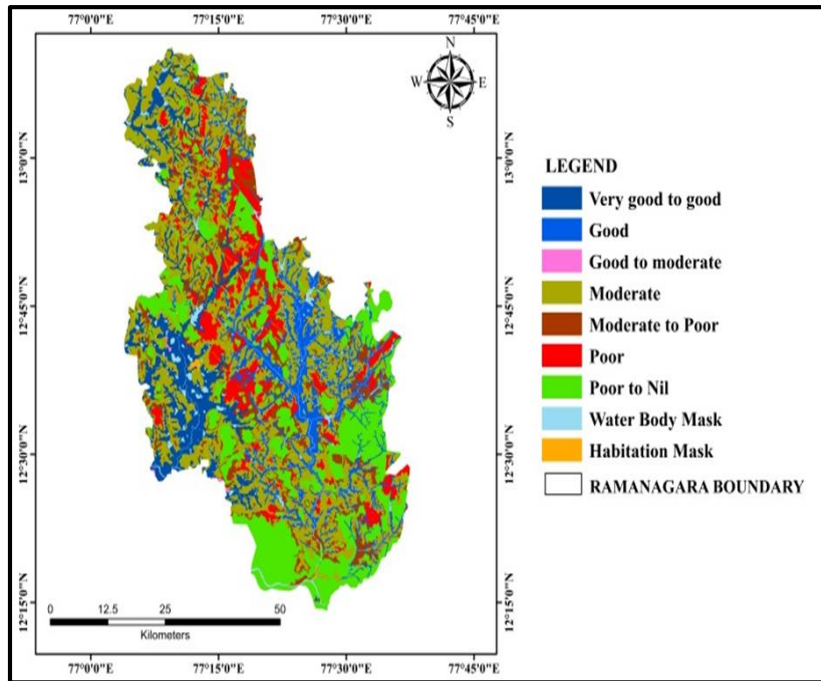 77°0'0"E 77°15'0"E 77°30'0"E 77°45'0"E
N
W E
S
13°0'0"N 13°0'0"N
12°45'0"N 12°45'0"N
12°30'0"N 12°30'0"N
12°15'0"N 12°15'0"N
LEGEND
Very good to good
Good
Good to moderate
Moderate
Moderate to Poor
Poor
Poor to Nil
Water Body Mask
Habitation Mask
RAMANAGARA BOUNDARY
0 12.5 25 50
Kilometers
77°0'0"E 77°15'0"E 77°30'0"E 77°45'0"E